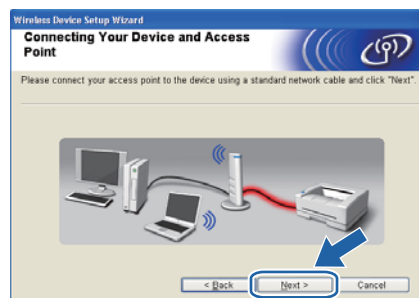 Wireless Device Setup Wizard
Connecting Your Device and Access
Point
Please connect your access point to the device using a standard network cable and click "Next".
< Back
Next >
Cancel